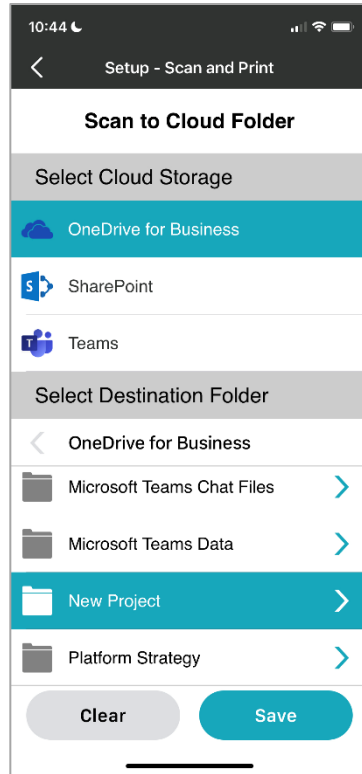 10:44
Setup - Scan and Print
Scan to Cloud Folder
Select Cloud Storage
OneDrive for Business
S SharePoint
T Teams
Select Destination Folder
OneDrive for Business
Microsoft Teams Chat Files
Microsoft Teams Data
New Project
Platform Strategy
Clear Save